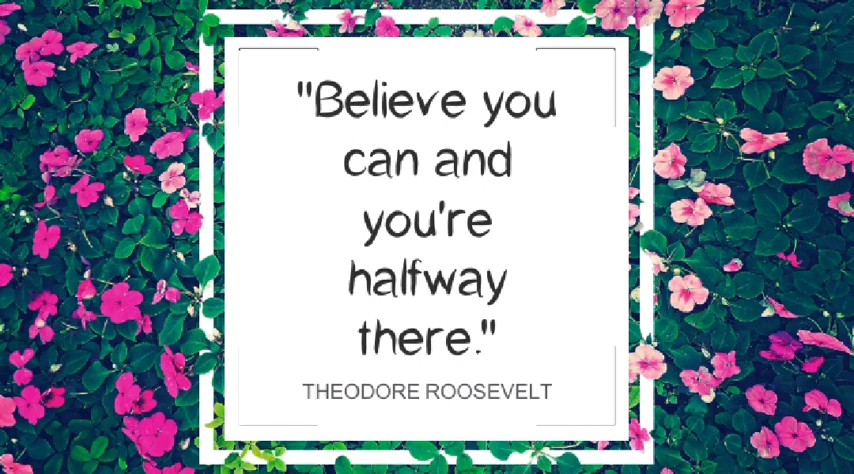 "Believe you
can and
you're
halfway
there."
THEODORE ROOSEVELT